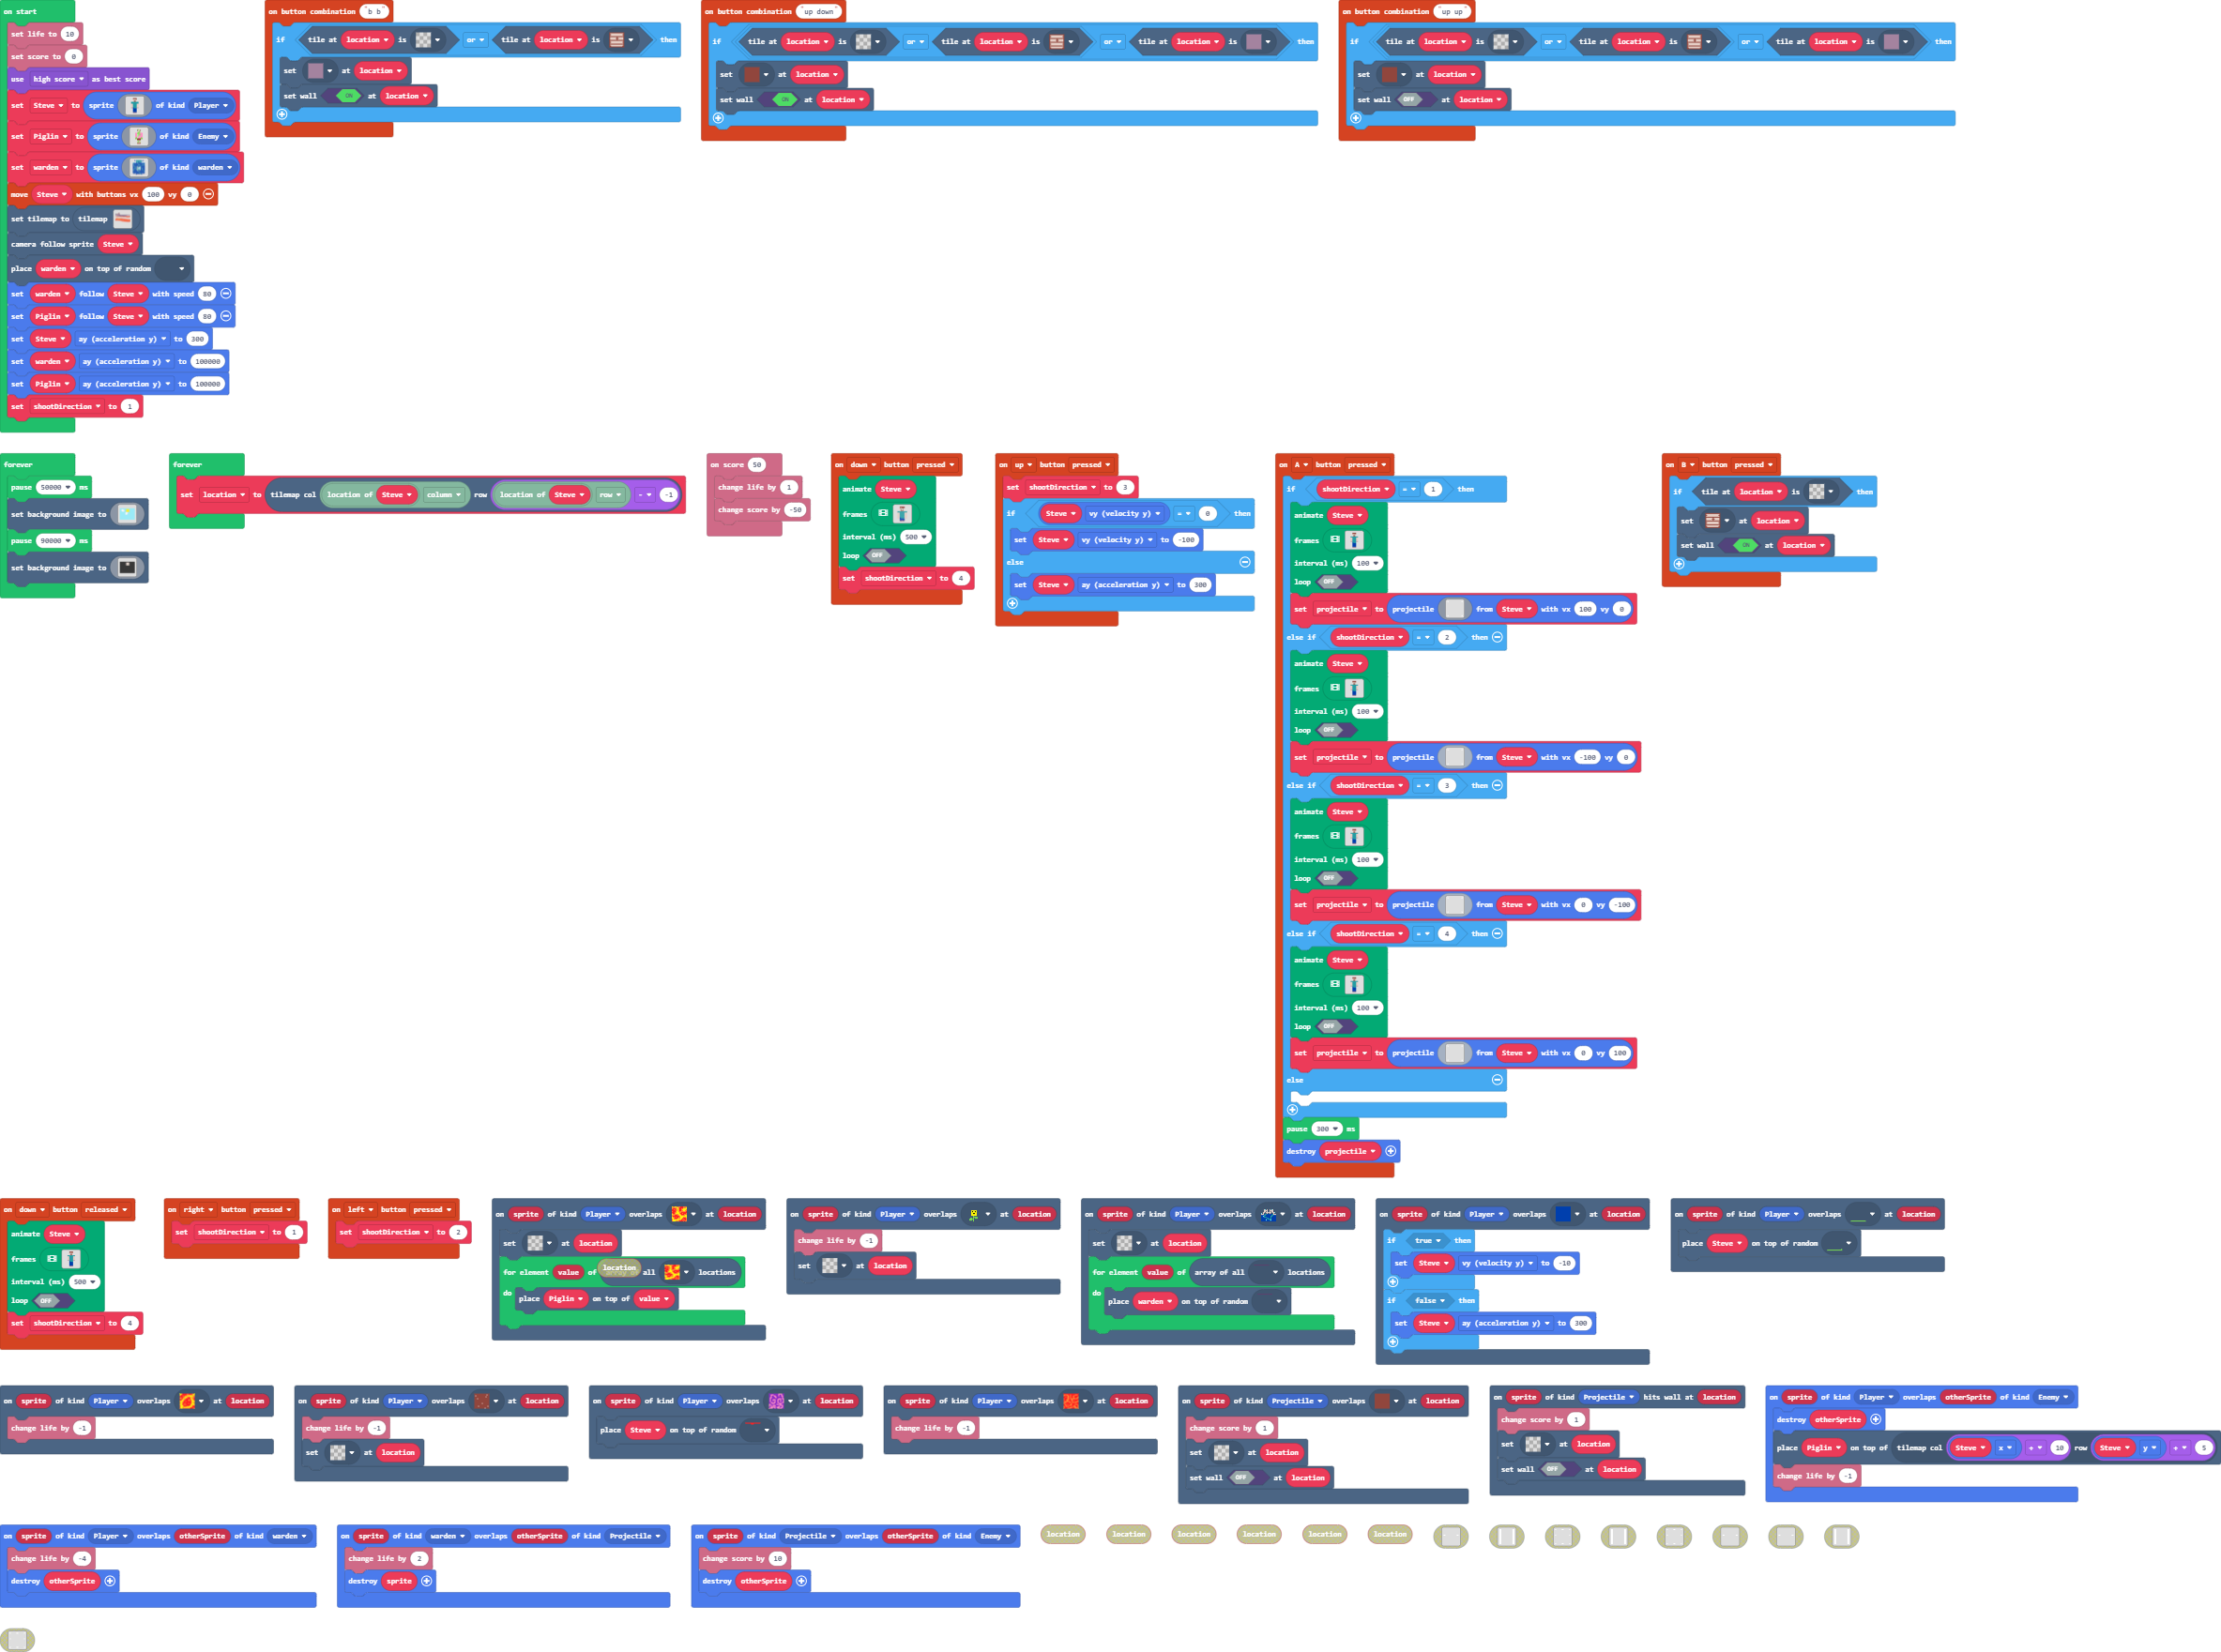 on start
set life to 10
set score to 0
use high score as best score
set Steve to sprite of kind Player
set Piglin to sprite of kind Enemy
set warden to sprite of kind warden
move Steve with buttons vx 100 vy 0
set tilemap to tilemap
camera follow sprite Steve
place warden on top of random
set warden follow Steve with speed 80
set Piglin follow Steve with speed 80
set Steve ay (acceleration y) to 300
set warden ay (acceleration y) to 100000
set Piglin ay (acceleration y) to 100000
set shootDirection to 1
on button combination "b b"
if tile at location is or tile at location is then
set at location
set wall ON at location
on button combination "up down"
if tile at location is or tile at location is or tile at location is then
set at location
set wall ON at location
on button combination "up up"
if tile at location is or tile at location is or tile at location is then
set at location
set wall OFF at location
forever
pause 50000 ms
set background image to
pause 90000 ms
set background image to
forever
set location to tilemap col location of Steve column row location of Steve row - -1
on score 50
change life by 1
change score by -50
on down button pressed
animate Steve
frames
interval (ms) 500
loop OFF
set shootDirection to 4
on up button pressed
set shootDirection to 3
if Steve vy (velocity y) = 0 then
set Steve vy (velocity y) to -100
else
set Steve ay (acceleration y) to 300
on A button pressed
if shootDirection = 1 then
animate Steve
frames
interval (ms) 100
loop OFF
set projectile to projectile from Steve with vx 100 vy 0
else if shootDirection = 2 then
animate Steve
frames
interval (ms) 100
loop OFF
set projectile to projectile from Steve with vx -100 vy 0
else if shootDirection = 3 then
animate Steve
frames
interval (ms) 100
loop OFF
set projectile to projectile from Steve with vx 0 vy -100
else if shootDirection = 4 then
animate Steve
frames
interval (ms) 100
loop OFF
set projectile to projectile from Steve with vx 0 vy 100
else
pause 300 ms
destroy projectile
on B button pressed
if tile at location is then
set at location
set wall ON at location
on down button released
animate Steve
frames
interval (ms) 500
loop OFF
set shootDirection to 4
on right button pressed
set shootDirection to 1
on left button pressed
set shootDirection to 2
on sprite of kind Player overlaps at location
set at location
for element value of location all locations
do place Piglin on top of value
on sprite of kind Player overlaps at location
change life by -1
set at location
on sprite of kind Player overlaps at location
set at location
for element value of array of all locations
do place warden on top of random
on sprite of kind Player overlaps at location
if true then
set Steve vy (velocity y) to -10
if false then
set Steve ay (acceleration y) to 300
on sprite of kind Player overlaps at location
place Steve on top of random
on sprite of kind Player overlaps at location
change life by -1
on sprite of kind Player overlaps at location
change life by -1
set at location
on sprite of kind Player overlaps at location
place Steve on top of random
on sprite of kind Player overlaps at location
change life by -1
on sprite of kind Projectile overlaps at location
change score by 1
set at location
set wall OFF at location
on sprite of kind Projectile hits wall at location
change score by 1
set at location
set wall OFF at location
on sprite of kind Player overlaps otherSprite of kind Enemy
destroy otherSprite
place Piglin on top of tilemap col Steve x + 10 row Steve y + 5
change life by -1
on sprite of kind Player overlaps otherSprite of kind warden
change life by -4
destroy otherSprite
on sprite of kind warden overlaps otherSprite of kind Projectile
change life by 2
destroy sprite
on sprite of kind Projectile overlaps otherSprite of kind Enemy
change score by 10
destroy otherSprite
location location location location location location